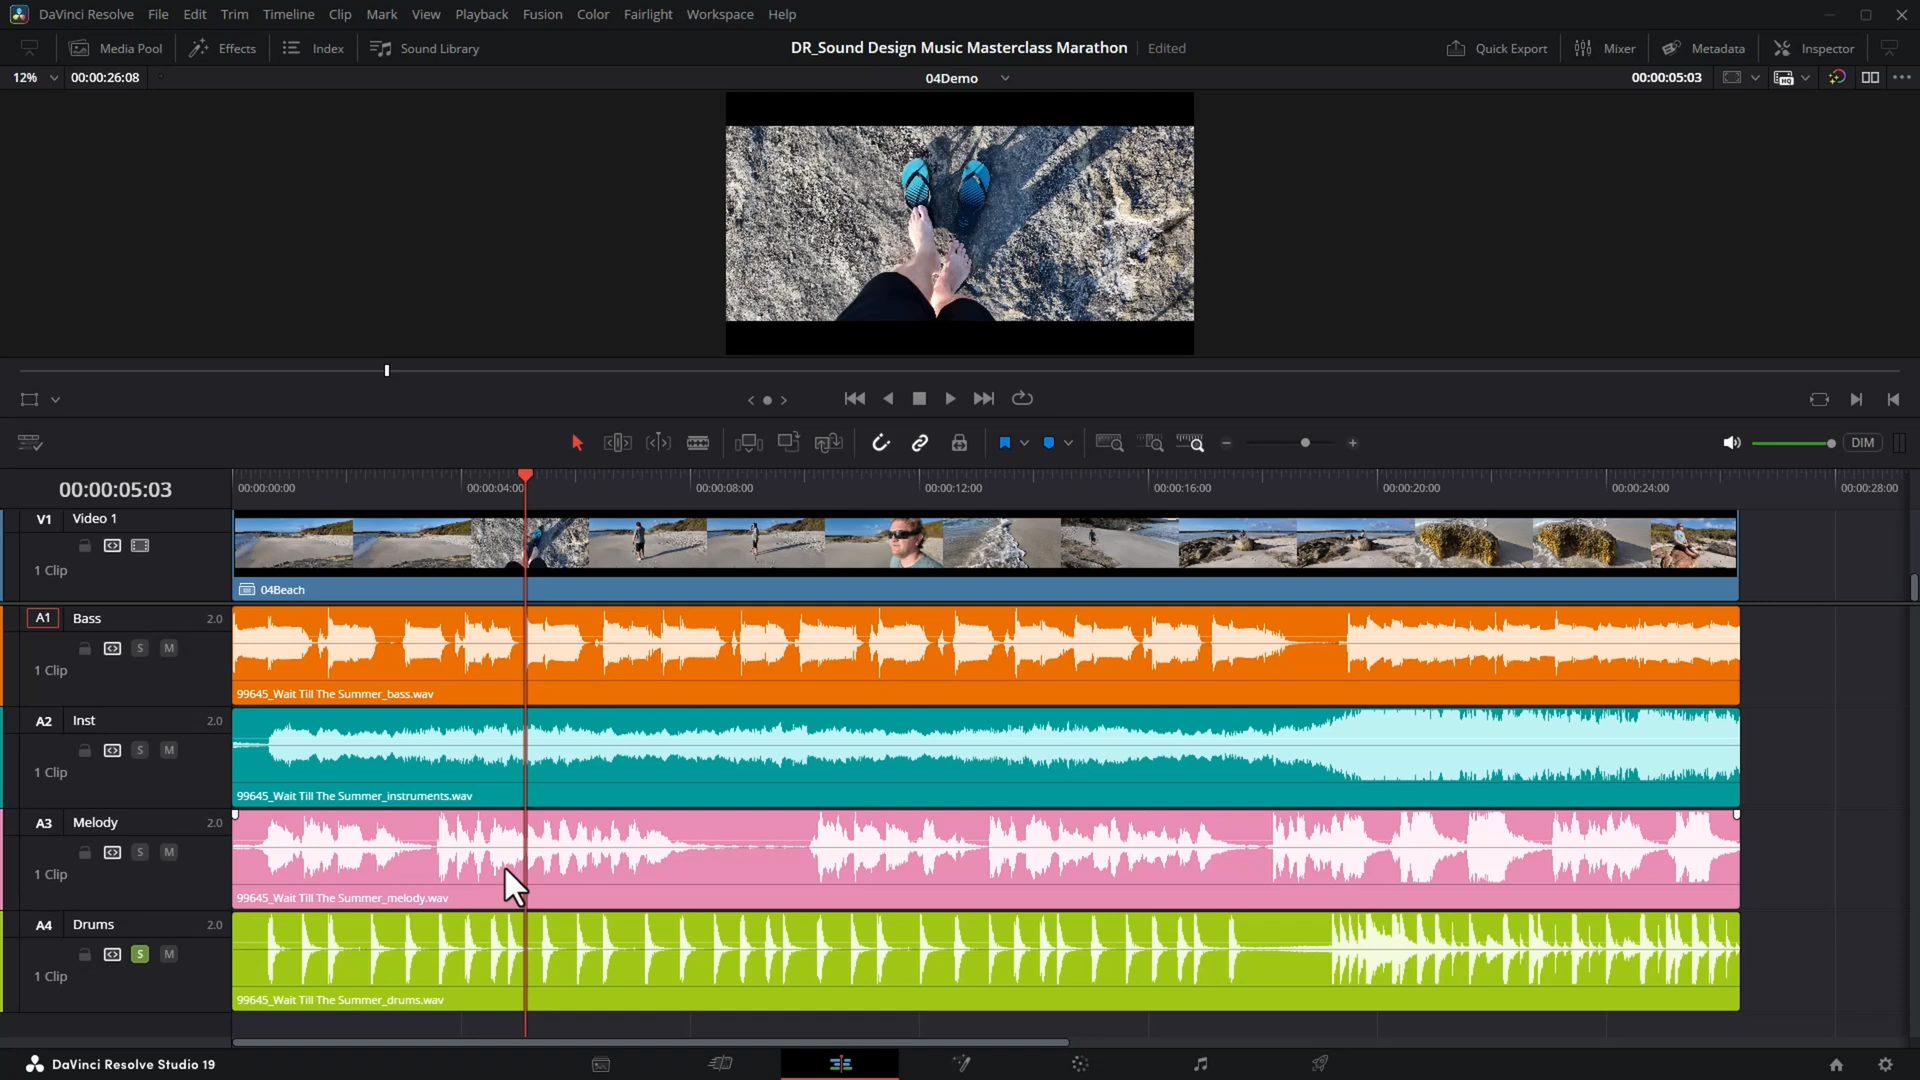 DaVinci Resolve File Edit Trim Timeline Clip Mark View Playback Fusion Color Fairlight Workspace Help
Media Pool Effects Index Sound Library DR_Sound Design Music Masterclass Marathon Edited Quick Export Mixer Metadata Inspector
12% 00:00:26:08 04Demo 00:00:05:03
DIM
00:00:05:03 00:00:00:00 00:00:04:00 00:00:08:00 00:00:12:00 00:00:16:00 00:00:20:00 00:00:24:00 00:00:28:00
V1 Video 1
1 Clip
04Beach
A1 Bass 2.0
S M
1 Clip
99645_Wait Till The Summer_bass.wav
A2 Inst 2.0
S M
1 Clip
99645_Wait Till The Summer_instruments.wav
A3 Melody 2.0
S M
1 Clip
99645_Wait Till The Summer_melody.wav
A4 Drums 2.0
S M
1 Clip
99645_Wait Till The Summer_drums.wav
DaVinci Resolve Studio 19